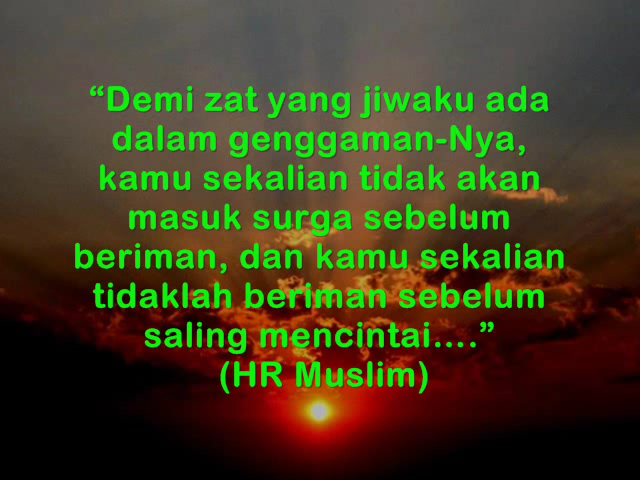 “Demi zat yang jiwaku ada
dalam genggaman-Nya,
kamu sekalian tidak akan
masuk surga sebelum
beriman, dan kamu sekalian
tidaklah beriman sebelum
saling mencintai….”
(HR Muslim)